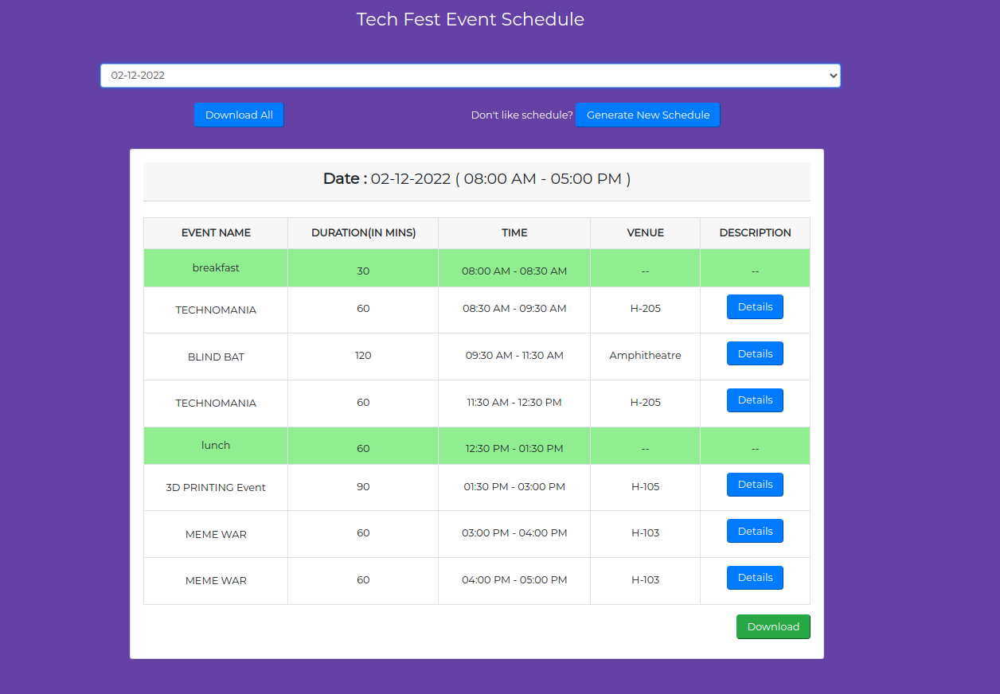 Tech Fest Event Schedule
02-12-2022
Download All Don't like schedule? Generate New Schedule
Date : 02-12-2022 ( 08:00 AM - 05:00 PM )
EVENT NAME DURATION(IN MINS) TIME VENUE DESCRIPTION
breakfast 30 08:00 AM - 08:30 AM -- --
TECHNOMANIA 60 08:30 AM - 09:30 AM H-205 Details
BLIND BAT 120 09:30 AM - 11:30 AM Amphitheatre Details
TECHNOMANIA 60 11:30 AM - 12:30 PM H-205 Details
lunch 60 12:30 PM - 01:30 PM -- --
3D PRINTING Event 90 01:30 PM - 03:00 PM H-105 Details
MEME WAR 60 03:00 PM - 04:00 PM H-103 Details
MEME WAR 60 04:00 PM - 05:00 PM H-103 Details
Download